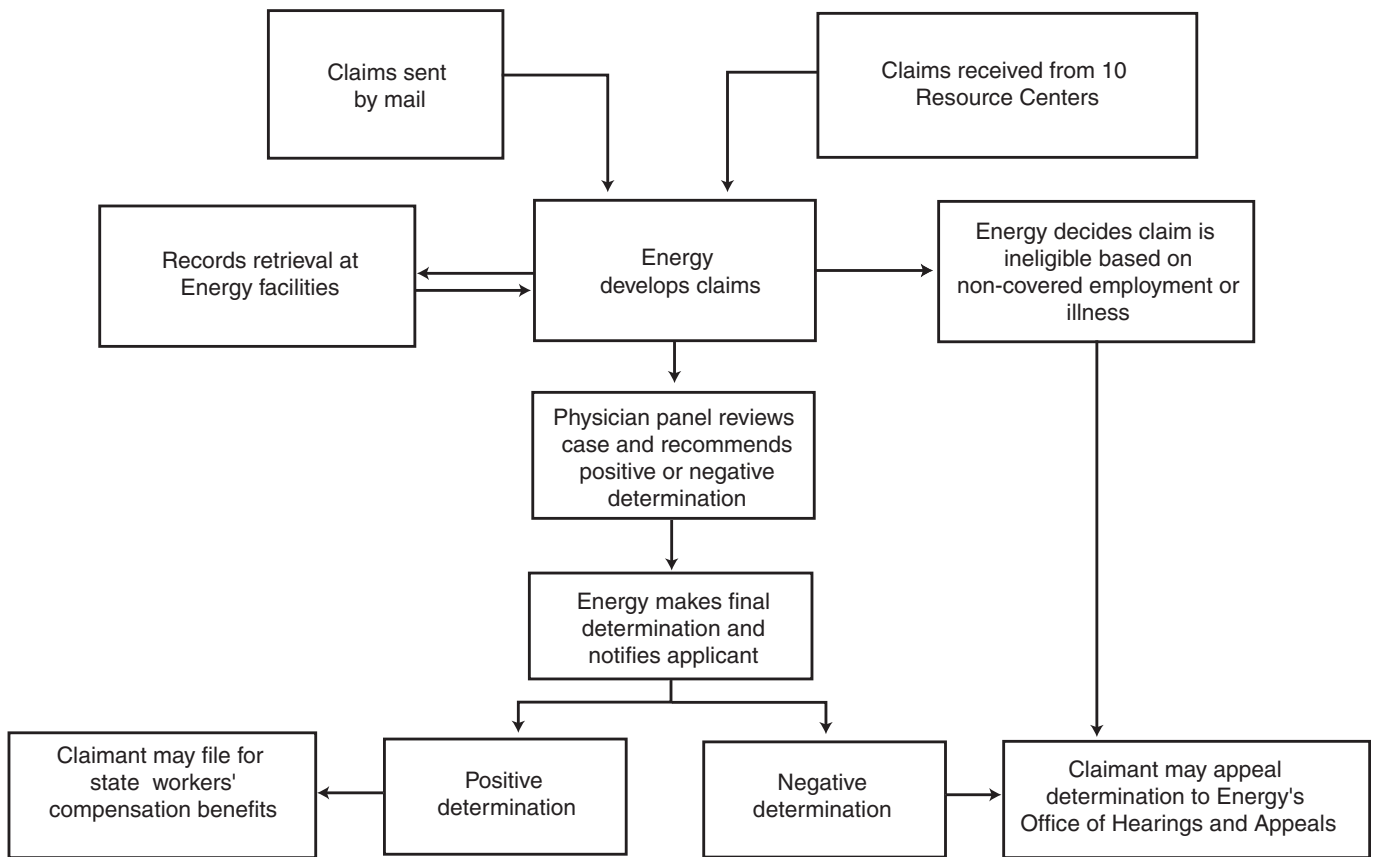 Claims sent
by mail
Claims received from 10
Resource Centers
Records retrieval at
Energy facilities
Energy
develops claims
Energy decides claim is
ineligible based on
non-covered employment or
illness
Physician panel reviews
case and recommends
positive or negative
determination
Energy makes final
determination and
notifies applicant
Claimant may file for
state workers'
compensation benefits
Positive
determination
Negative
determination
Claimant may appeal
determination to Energy's
Office of Hearings and Appeals